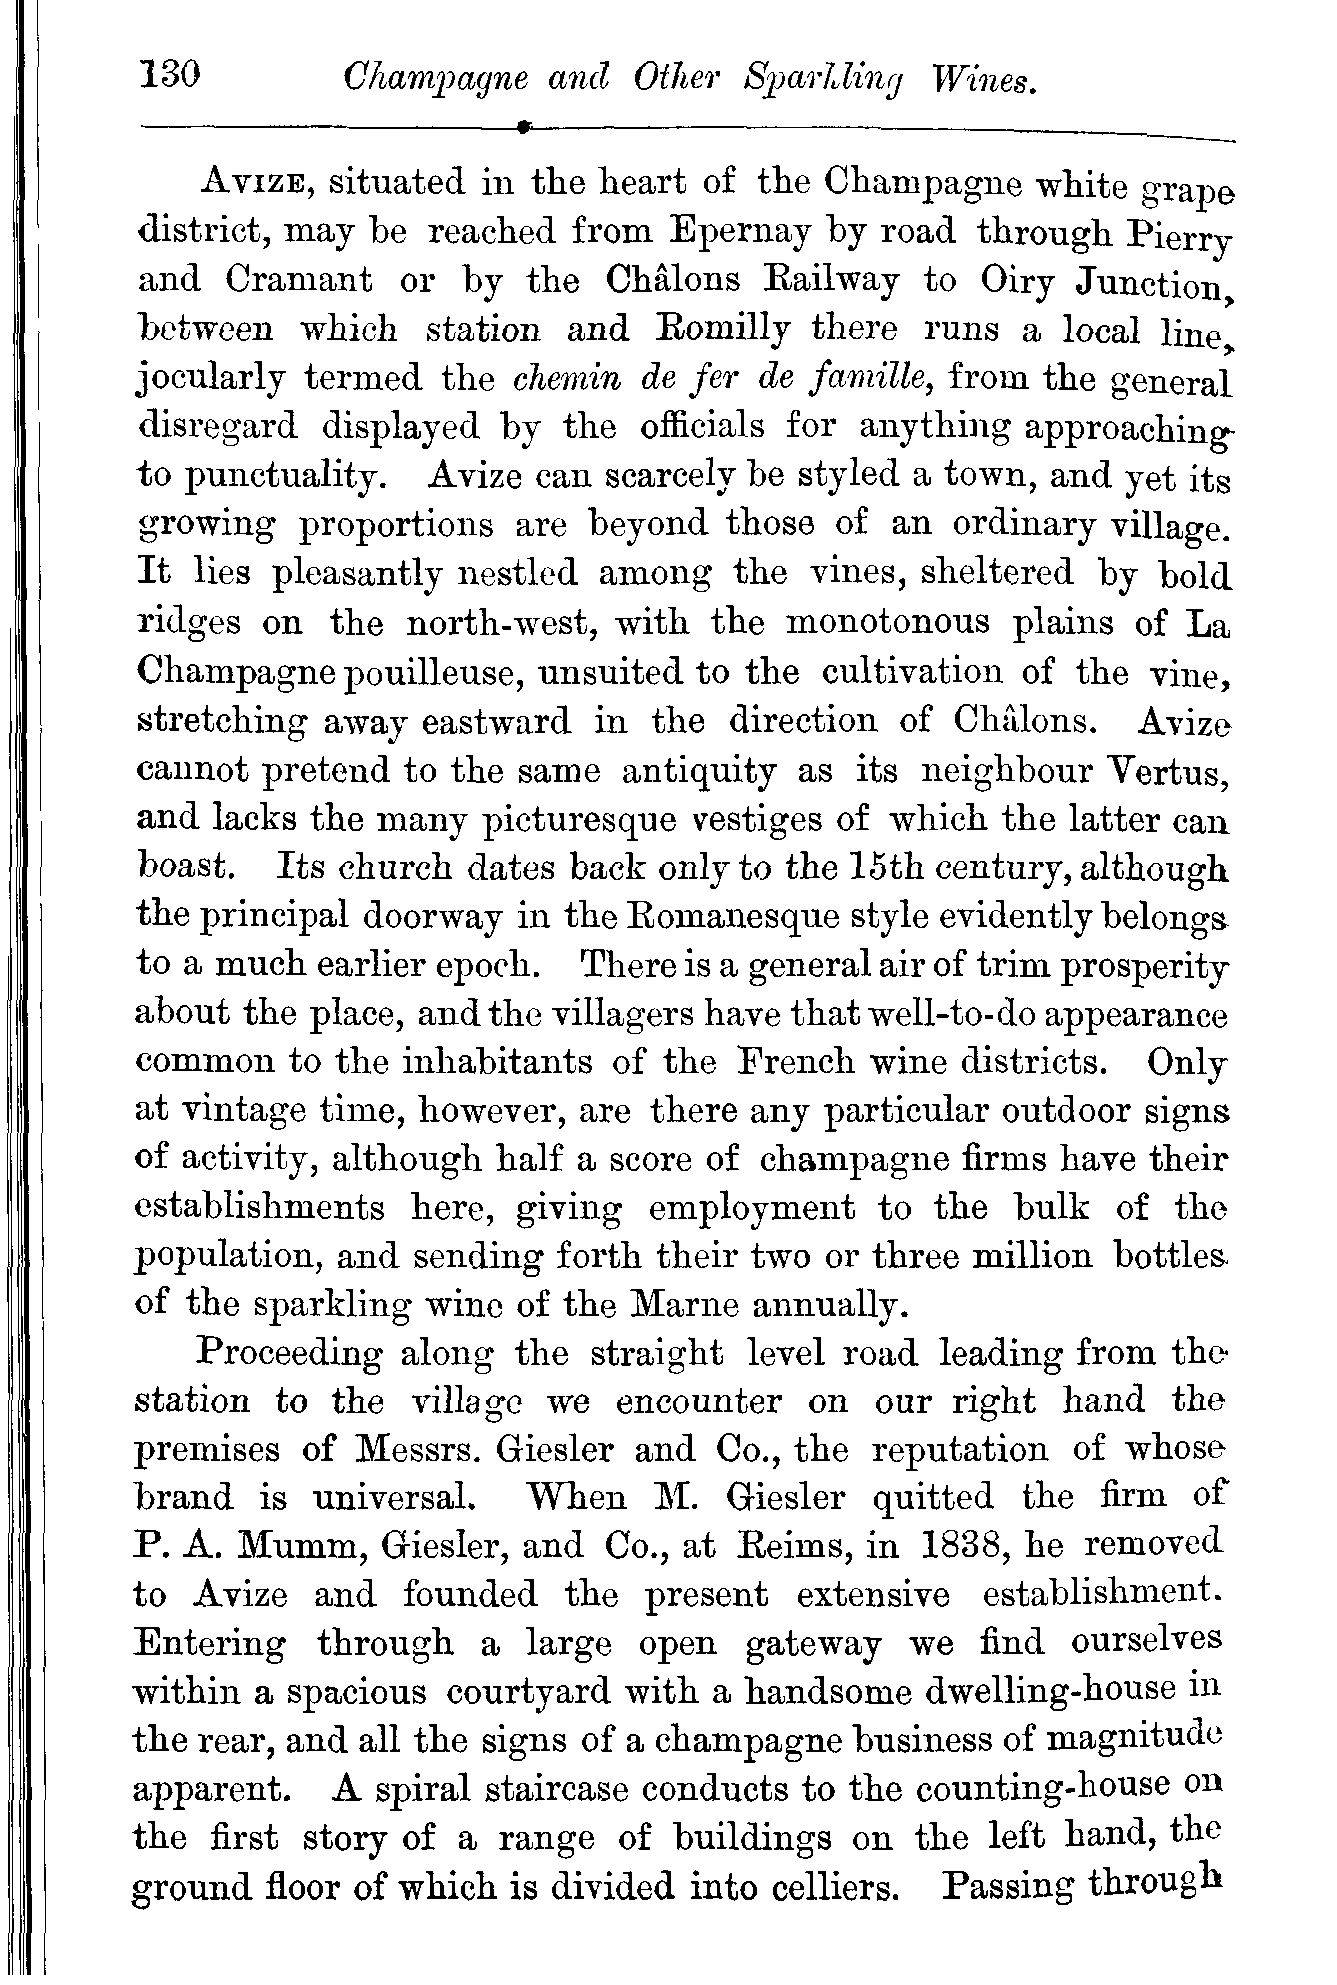 130 Champagne and Other Sparkling Wines.
AVIZE, situated in the heart of the Champagne white grape
district, may be reached from Epernay by road through Pierry
and Cramant or by the Châlons Railway to Oiry Junction,
between which station and Romilly there runs a local line,
jocularly termed the chemin de fer de famille, from the general
disregard displayed by the officials for anything approaching
to punctuality. Avize can scarcely be styled a town, and yet its
growing proportions are beyond those of an ordinary village.
It lies pleasantly nestled among the vines, sheltered by bold
ridges on the north-west, with the monotonous plains of La
Champagne pouilleuse, unsuited to the cultivation of the vine,
stretching away eastward in the direction of Châlons. Avize
cannot pretend to the same antiquity as its neighbour Vertus,
and lacks the many picturesque vestiges of which the latter can
boast. Its church dates back only to the 15th century, although
the principal doorway in the Romanesque style evidently belongs
to a much earlier epoch. There is a general air of trim prosperity
about the place, and the villagers have that well-to-do appearance
common to the inhabitants of the French wine districts. Only
at vintage time, however, are there any particular outdoor signs
of activity, although half a score of champagne firms have their
establishments here, giving employment to the bulk of the
population, and sending forth their two or three million bottles
of the sparkling wine of the Marne annually.
Proceeding along the straight level road leading from the
station to the village we encounter on our right hand the
premises of Messrs. Giesler and Co., the reputation of whose
brand is universal. When M. Giesler quitted the firm of
P. A. Mumm, Giesler, and Co., at Reims, in 1838, he removed
to Avize and founded the present extensive establishment.
Entering through a large open gateway we find ourselves
within a spacious courtyard with a handsome dwelling-house in
the rear, and all the signs of a champagne business of magnitude
apparent. A spiral staircase conducts to the counting-house on
the first story of a range of buildings on the left hand, the
ground floor of which is divided into celliers. Passing through